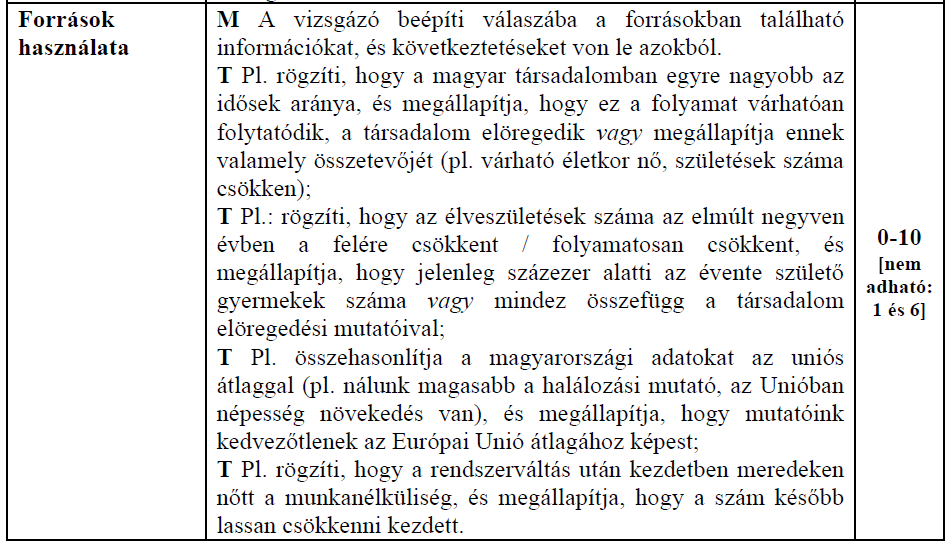 Források
használata
M A vizsgázó beépíti válaszába a forrásokban található
információkat, és következtetéseket von le azokból.
T Pl. rögzíti, hogy a magyar társadalomban egyre nagyobb az
idősek aránya, és megállapítja, hogy ez a folyamat várhatóan
folytatódik, a társadalom elöregedik vagy megállapítja ennek
valamely összetevőjét (pl. várható életkor nő, születések száma
csökken);
T Pl.: rögzíti, hogy az élveszületések száma az elmúlt negyven
évben a felére csökkent / folyamatosan csökkent, és
megállapítja, hogy jelenleg százezer alatti az évente születő
gyermekek száma vagy mindez összefügg a társadalom
elöregedési mutatóival;
T Pl. összehasonlítja a magyarországi adatokat az uniós
átlaggal (pl. nálunk magasabb a halálozási mutató, az Unióban
népesség növekedés van), és megállapítja, hogy mutatóink
kedvezőtlenek az Európai Unió átlagához képest;
T Pl. rögzíti, hogy a rendszerváltás után kezdetben meredeken
nőtt a munkanélküliség, és megállapítja, hogy a szám később
lassan csökkenni kezdett.
0-10
[nem
adható:
1 és 6]